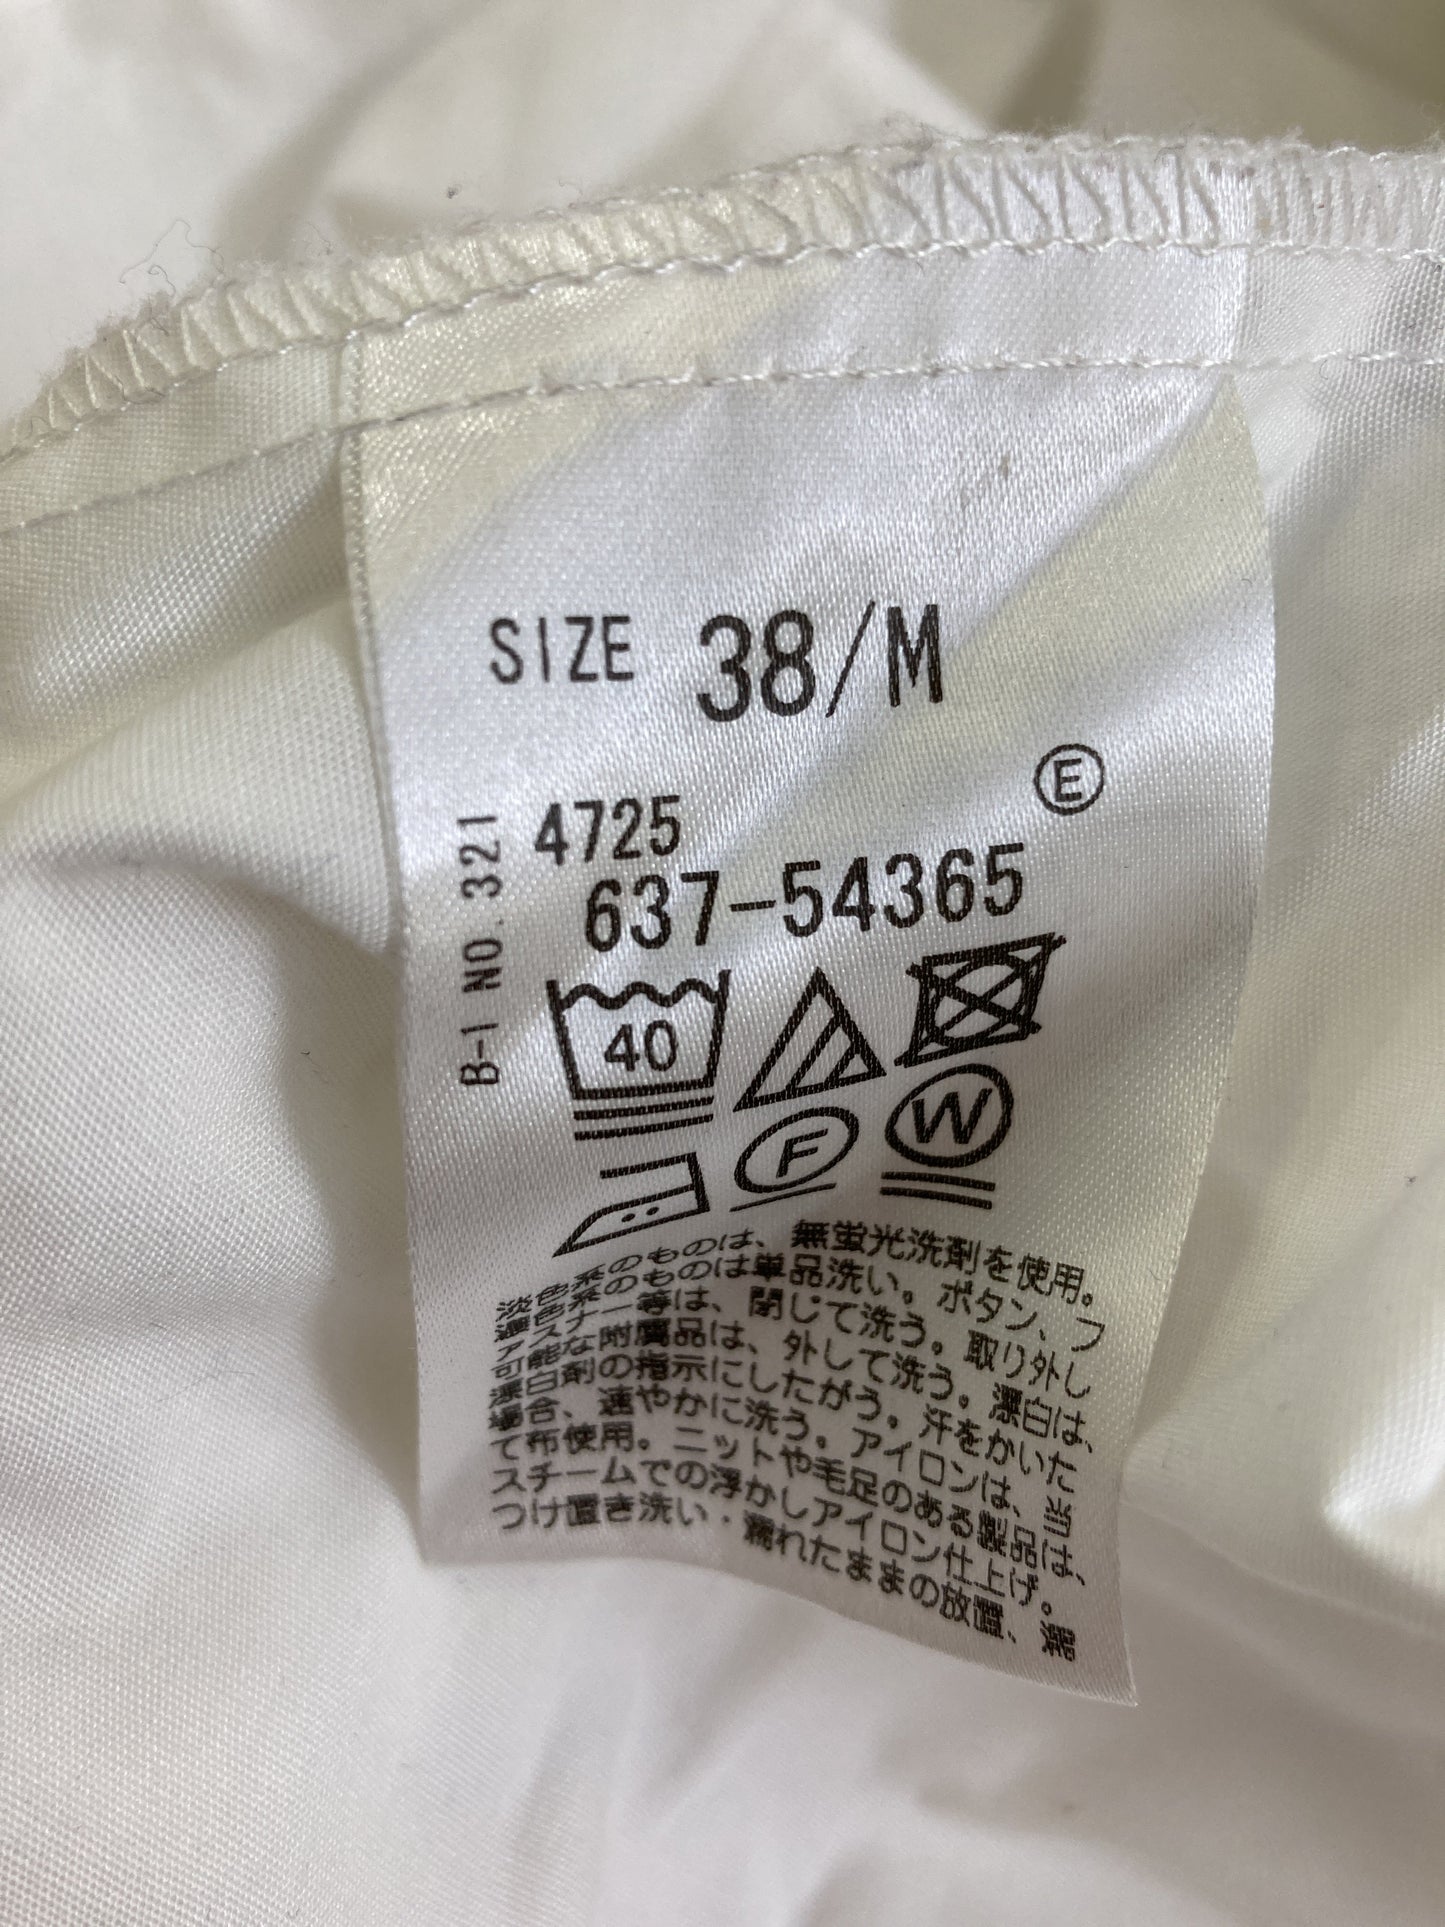 SIZE 38/M
Ⓔ
B-1 NO. 321
4725
637-54365
40
F
W
淡色系のものは、無蛍光洗剤を使用。
濃色系のものは単品洗い。ボタン、フ
ァスナー等は、閉じて洗う。取り外し
可能な附属品は、外して洗う。漂白は、
漂白剤の指示にしたがう。汗をかいた
場合、速やかに洗う。アイロンは、当
て布使用。ニットや毛足のある製品は、
スチームでの浮かしアイロン仕上げ。
つけ置き洗い・濡れたままの放置、